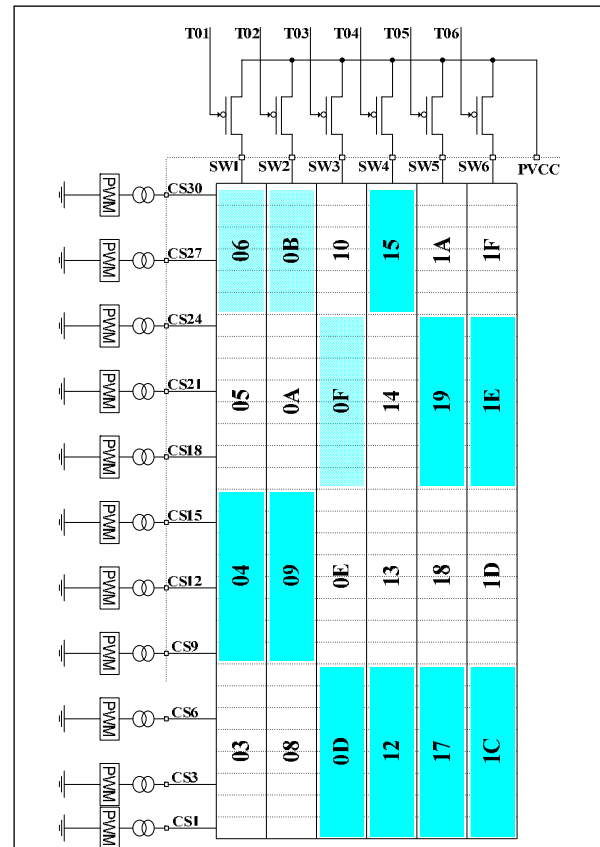 T01 T02 T03 T04 T05 T06
SW1 SW2 SW3 SW4 SW5 SW6 PVCC
PWM CS30
06 0B 10 15 1A 1F
PWM CS27
PWM CS24
05 0A 0F 14 19 1E
PWM CS21
PWM CS18
PWM CS15
04 09 0E 13 18 1D
PWM CS12
PWM CS9
PWM CS6
03 08 0D 12 17 1C
PWM CS3
PWM CS1